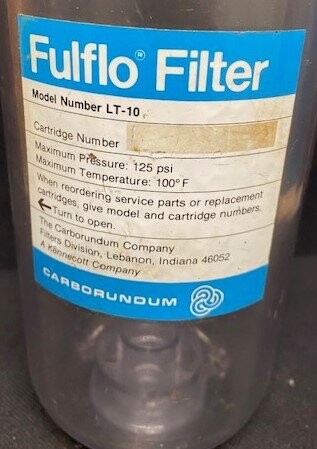 Fulflo® Filter
Model Number LT-10
Cartridge Number
Maximum Pressure: 125 psi
Maximum Temperature: 100°F
When reordering service parts or replacement
cartridges, give model and cartridge numbers.
←Turn to open.
The Carborundum Company
Filters Division, Lebanon, Indiana 46052
A Kennecott Company
CARBORUNDUM